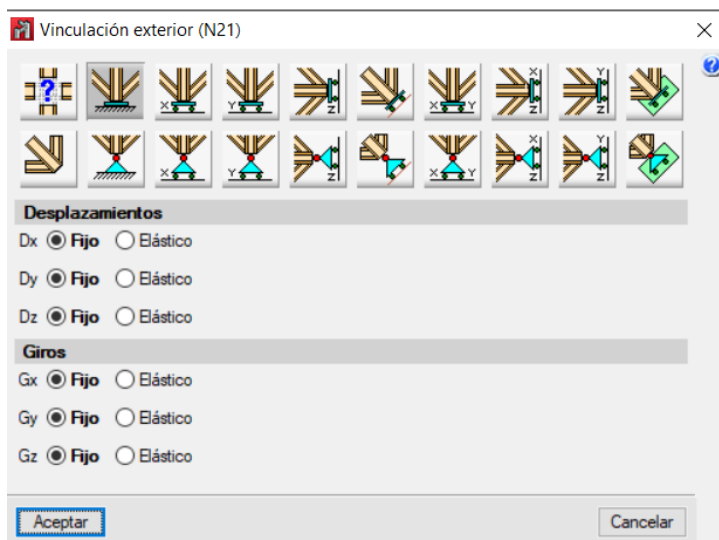 Vinculación exterior (N21)
?
X Y Z X Y Z Y Z
X Y Z X Y X Z Y Z
Desplazamientos
Dx Fijo Elástico
Dy Fijo Elástico
Dz Fijo Elástico
Giros
Gx Fijo Elástico
Gy Fijo Elástico
Gz Fijo Elástico
Aceptar Cancelar